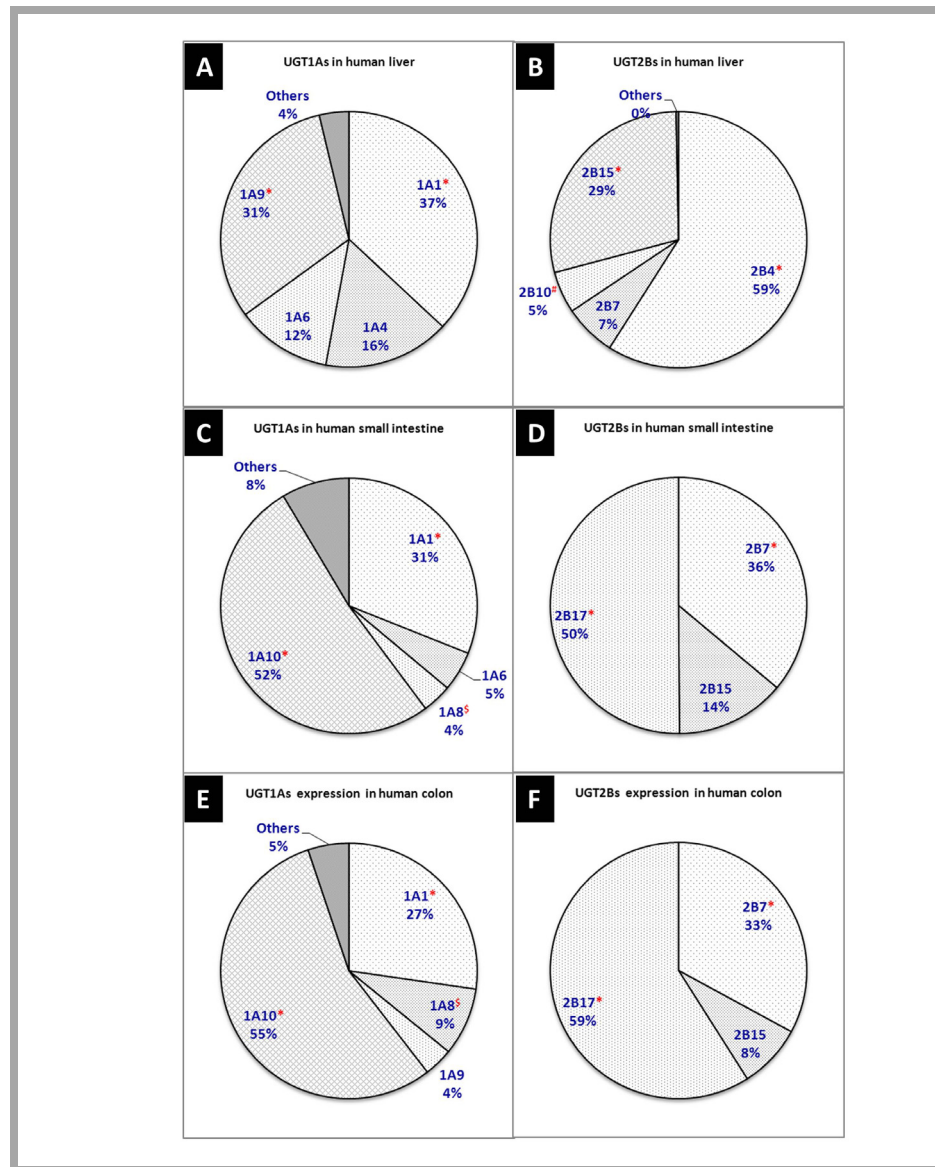 A
UGT1As in human liver
Others
4%
1A1*
37%
1A9*
31%
1A6
12%
1A4
16%
B
UGT2Bs in human liver
Others
0%
2B15*
29%
2B4*
59%
2B10#
5%
2B7
7%
C
UGT1As in human small intestine
Others
8%
1A1*
31%
1A10*
52%
1A6
5%
1A8$
4%
D
UGT2Bs in human small intestine
2B7*
36%
2B17*
50%
2B15
14%
E
UGT1As expression in human colon
Others
5%
1A1*
27%
1A10*
55%
1A8$
9%
1A9
4%
F
UGT2Bs expression in human colon
2B7*
33%
2B17*
59%
2B15
8%